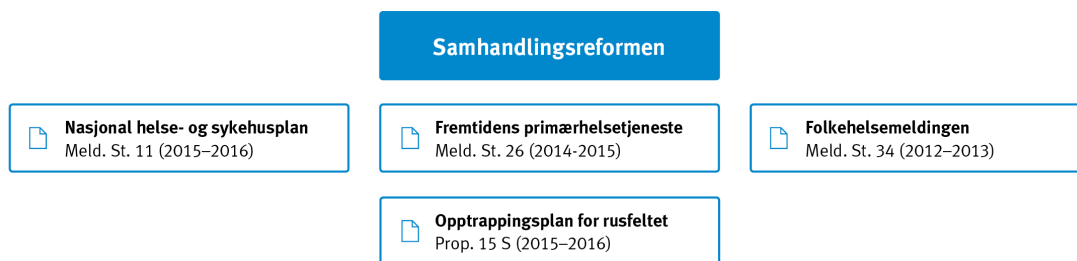 Samhandlingsreformen
Nasjonal helse- og sykehusplan
Meld. St. 11 (2015–2016)
Fremtidens primærhelsetjeneste
Meld. St. 26 (2014-2015)
Folkehelsemeldingen
Meld. St. 34 (2012–2013)
Opptrappingsplan for rusfeltet
Prop. 15 S (2015–2016)